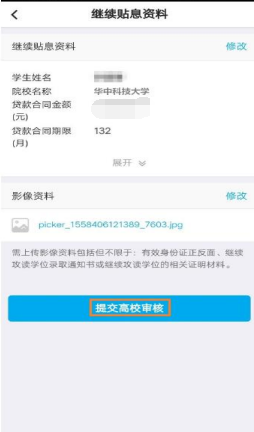 继续贴息资料
继续贴息资料 修改
学生姓名
院校名称 华中科技大学
贷款合同金额
(元)
贷款合同期限 132
(月)
展开
影像资料 修改
picker_1558406121389_7603.jpg
需上传影像资料包括但不限于：有效身份证正反面、继续
攻读学位录取通知书或继续攻读学位的相关证明材料。
提交高校审核